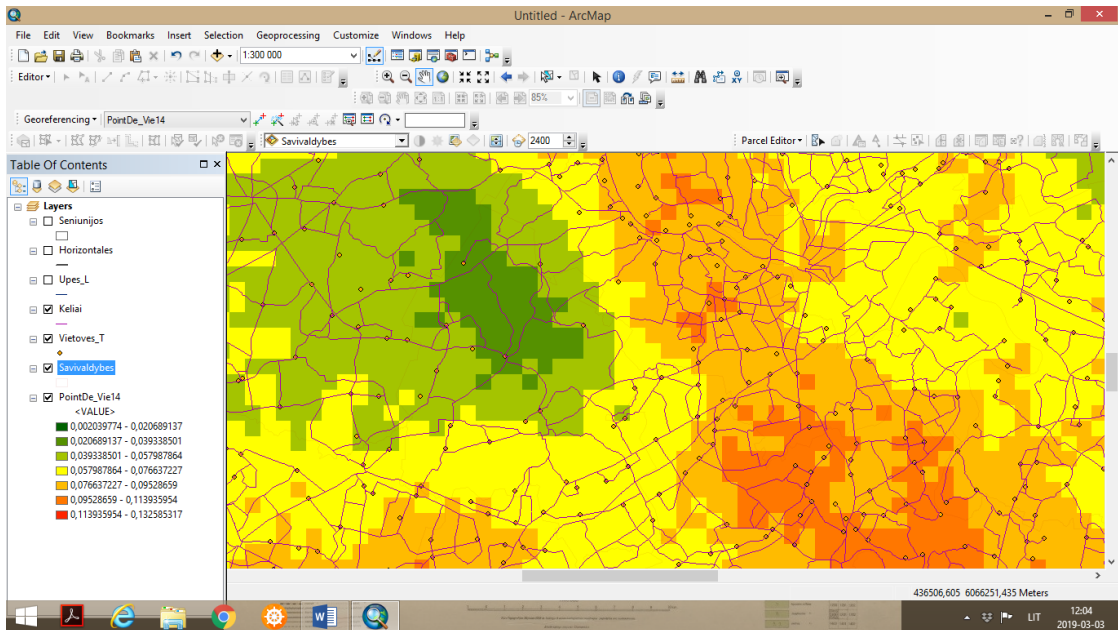 Untitled - ArcMap
File Edit View Bookmarks Insert Selection Geoprocessing Customize Windows Help
1:300 000
Editor
85%
Georeferencing PointDe_Vie14
Savivaldybes 2400 Parcel Editor
Table Of Contents
Layers
Seniunijos
Horizontales
Upes_L
Keliai
Vietoves_T
Savivaldybes
PointDe_Vie14
<VALUE>
0,002039774 - 0,020689137
0,020689137 - 0,039338501
0,039338501 - 0,057987864
0,057987864 - 0,076637227
0,076637227 - 0,09528659
0,09528659 - 0,113935954
0,113935954 - 0,132585317
436506,605 6066251,435 Meters
LIT
12:04
2019-03-03